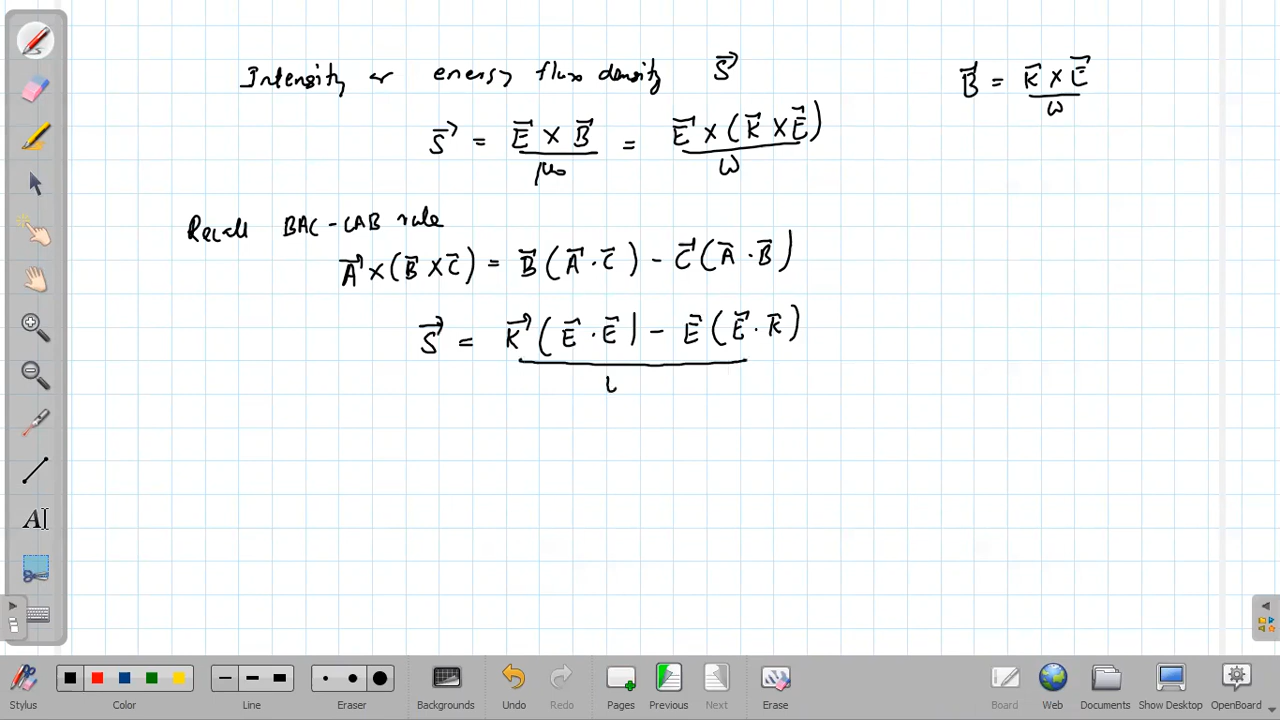 Intensity or energy flux density S⃗
B⃗ = K⃗ × E⃗ / ω
S⃗ = E⃗ × B⃗ / μ₀ = E⃗ × (K⃗ × E⃗) / ω
Recall BAC-CAB rule
A⃗ × (B⃗ × C⃗) = B⃗ (A⃗ · C⃗) - C⃗ (A⃗ · B⃗)
S⃗ = K⃗ (E⃗ · E⃗) - E⃗ (E⃗ · K⃗)
Stylus Color Line Eraser Backgrounds Undo Redo Pages Previous Next Erase Board Web Documents Show Desktop OpenBoard